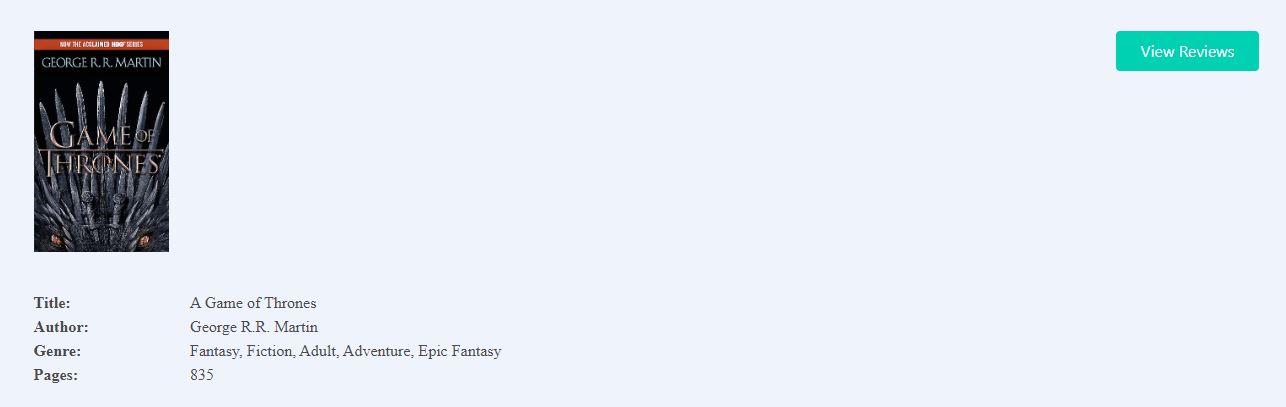 NOW THE ACCLAIMED HBO SERIES
GEORGE R. R. MARTIN
GAME OF
THRONES
View Reviews
Title: A Game of Thrones
Author: George R.R. Martin
Genre: Fantasy, Fiction, Adult, Adventure, Epic Fantasy
Pages: 835